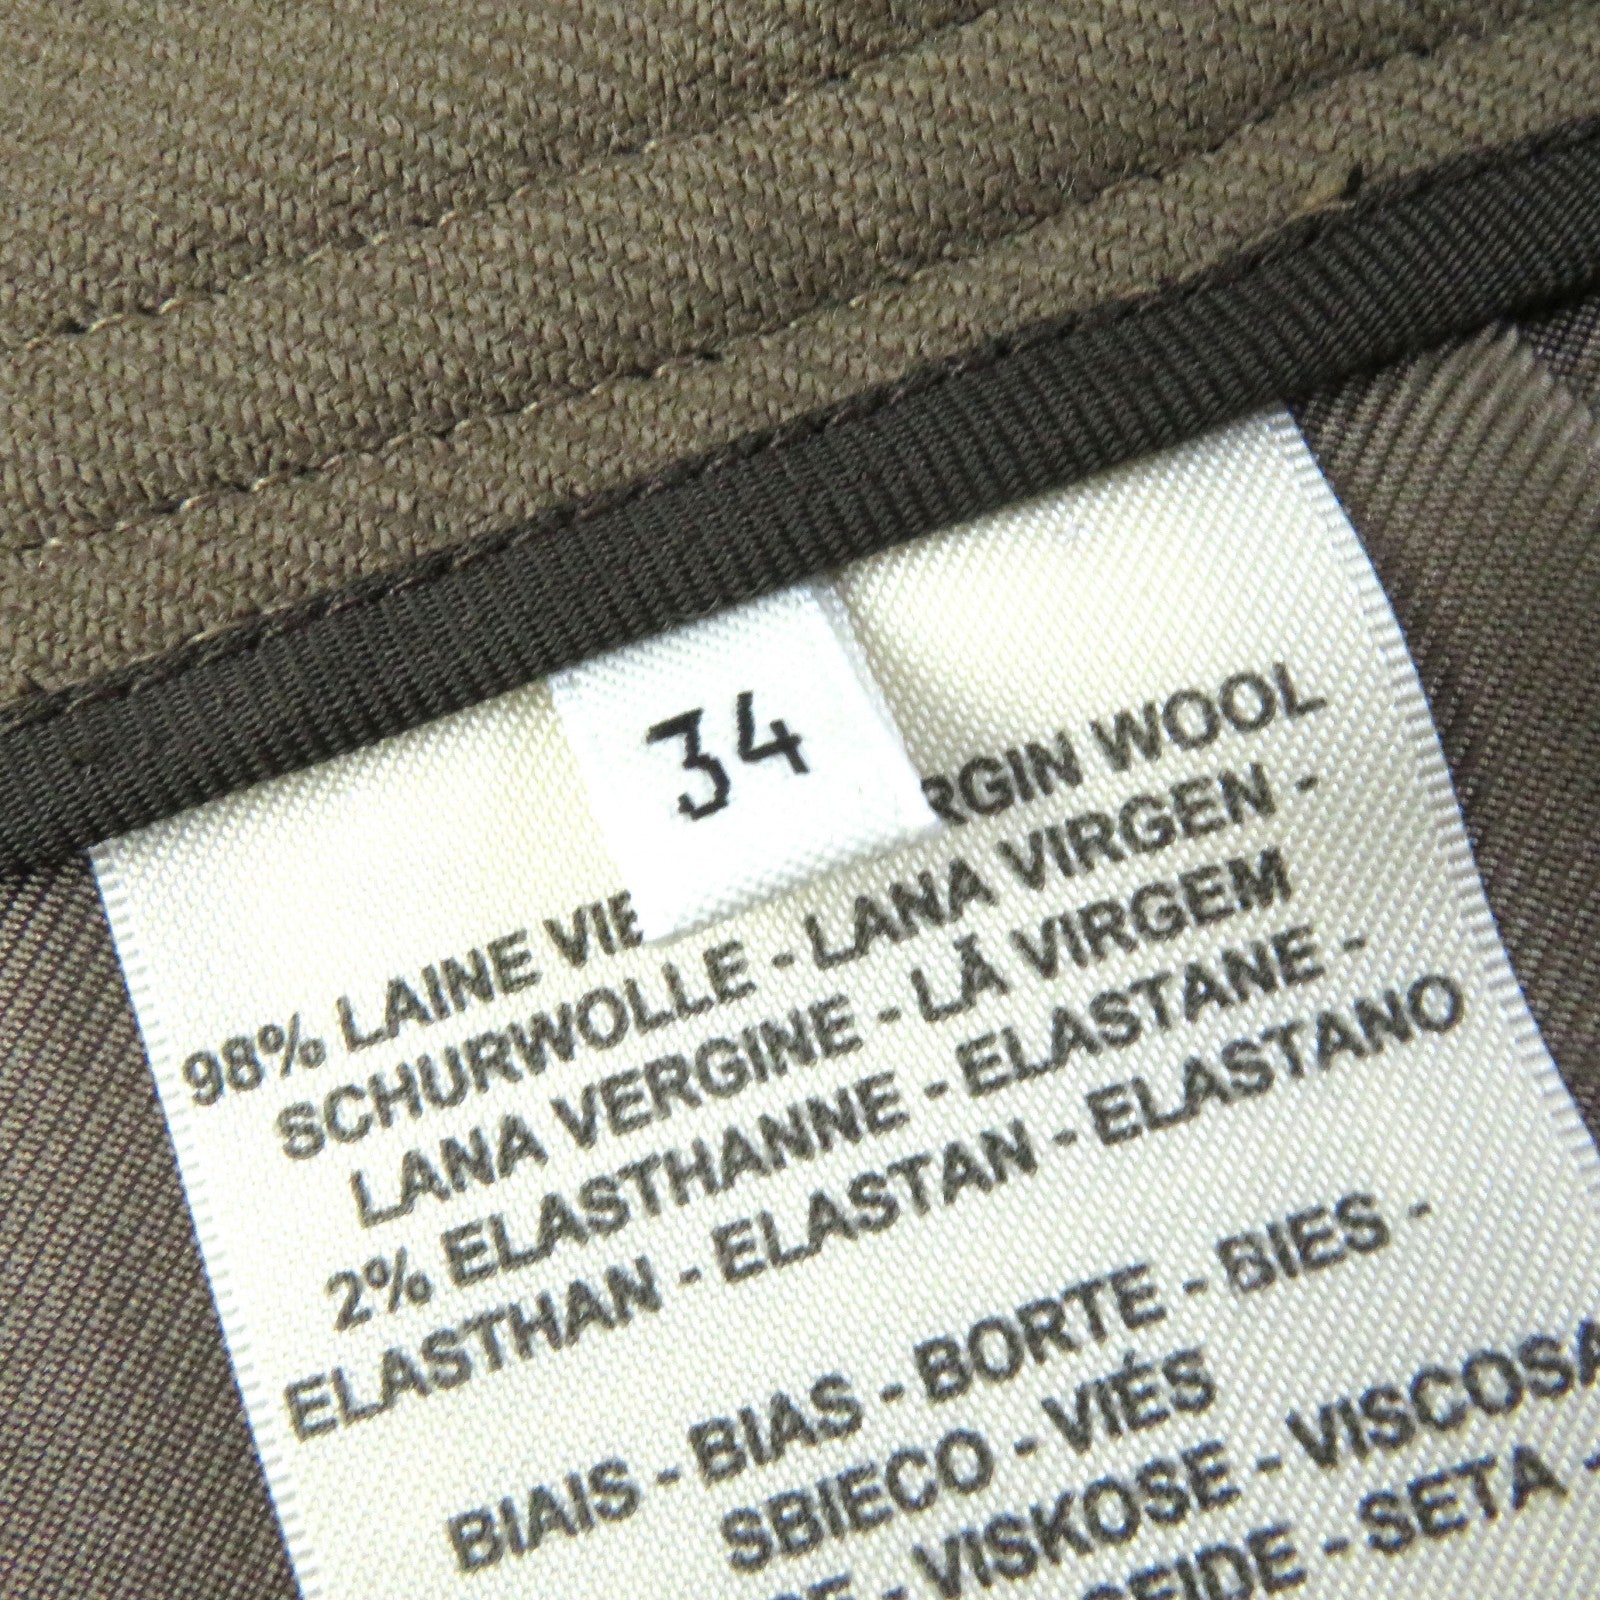 34
98% LAINE VIE RGIN WOOL
SCHURWOLLE - LANA VIRGEN -
LANA VERGINE - LÃ VIRGEM
2% ELASTHANNE - ELASTANE -
ELASTHAN - ELASTAN - ELASTANO
BIAIS - BIAS - BORTE - BIES -
SBIECO - VIÉS
VISKOSE - VISCOSA
SEIDE - SETA -